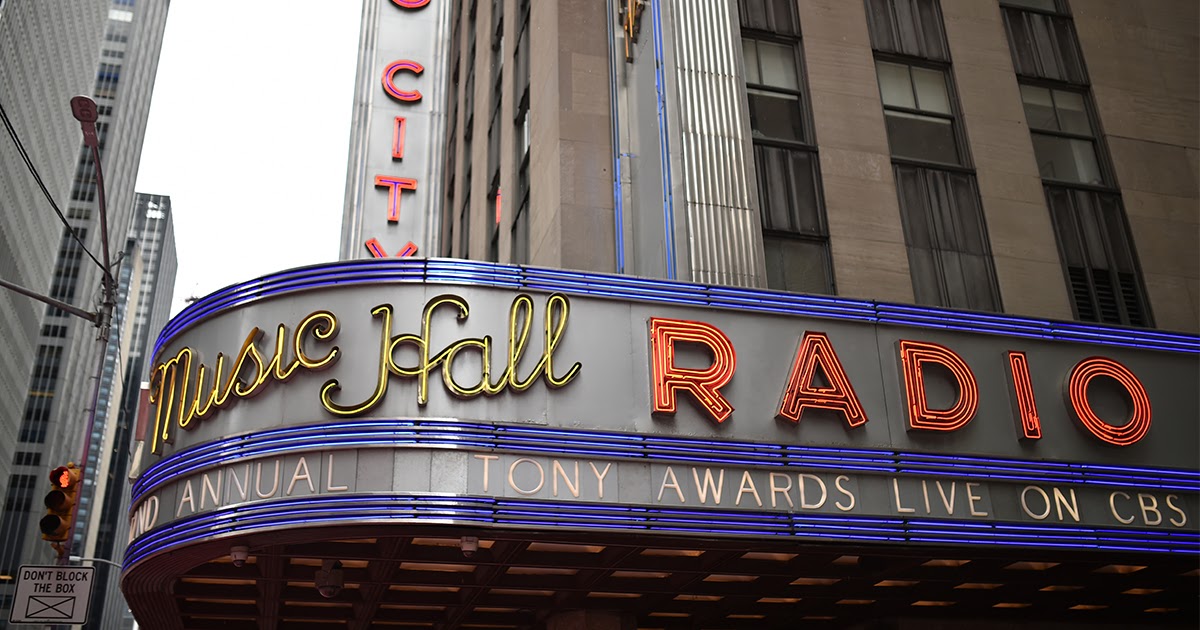 CITY
Music Hall RADIO
ND ANNUAL TONY AWARDS LIVE ON CBS
DON'T BLOCK
THE BOX